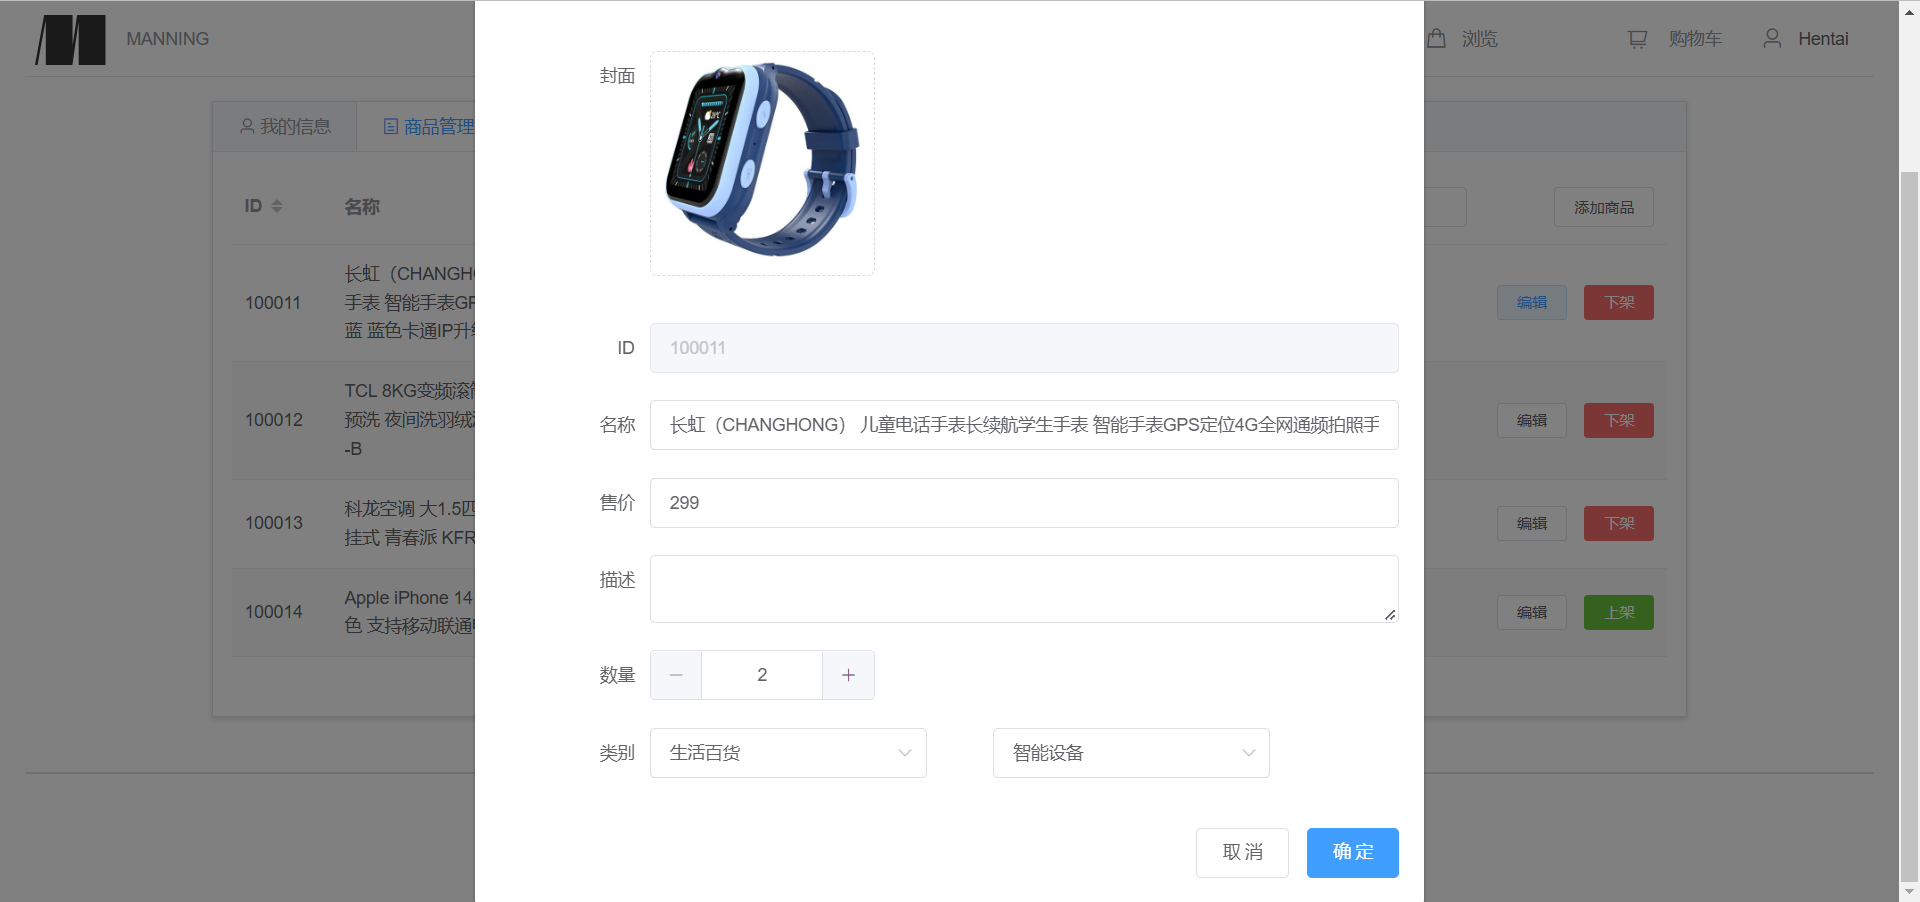 MANNING
浏览
购物车
Hentai
我的信息
商品管理
ID
名称
添加商品
100011
长虹（CHANGH
手表 智能手表GP
蓝 蓝色卡通IP升
编辑
下架
100012
TCL 8KG变频滚
预洗 夜间洗羽绒
-B
编辑
下架
100013
科龙空调 大1.5匹
挂式 青春派 KFR
编辑
下架
100014
Apple iPhone 14
色 支持移动联通
编辑
上架
封面
ID
100011
名称
长虹（CHANGHONG） 儿童电话手表长续航学生手表 智能手表GPS定位4G全网通频拍照手
售价
299
描述
数量
2
类别
生活百货
智能设备
取消
确定